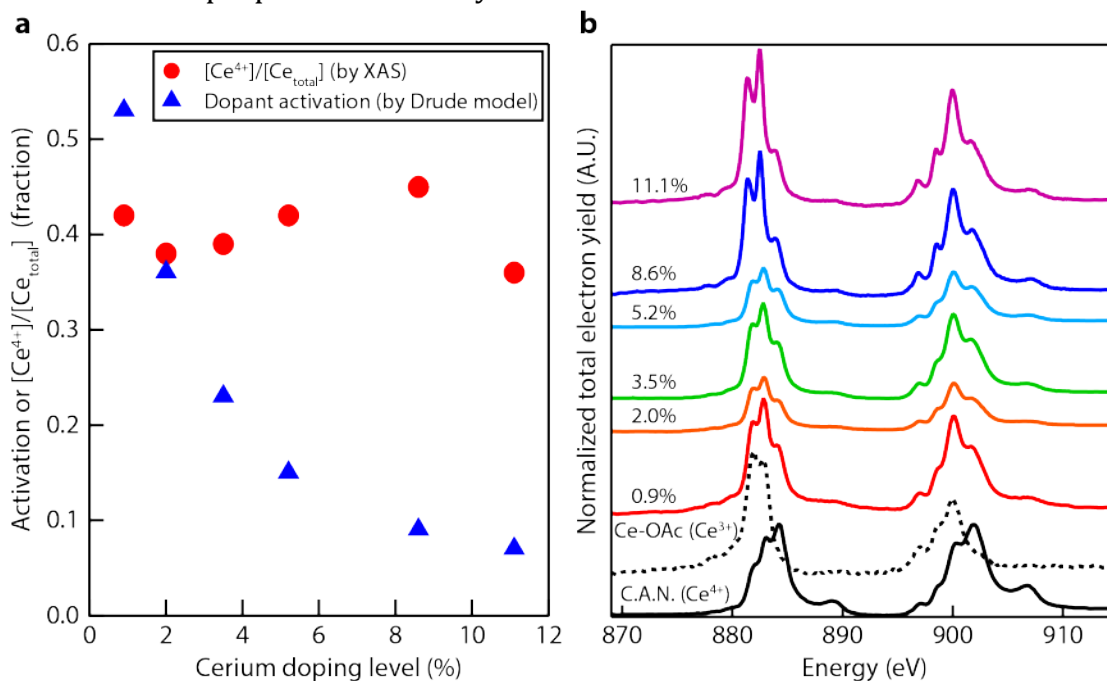 a
b
0.6
0.5
0.4
0.3
0.2
0.1
0.0
Activation or [Ce⁴⁺]/[Ce_total] (fraction)
[Ce⁴⁺]/[Ce_total] (by XAS)
Dopant activation (by Drude model)
0 2 4 6 8 10 12
Cerium doping level (%)
Normalized total electron yield (A.U.)
11.1%
8.6%
5.2%
3.5%
2.0%
0.9%
Ce-OAc (Ce³⁺)
C.A.N. (Ce⁴⁺)
870 880 890 900 910
Energy (eV)